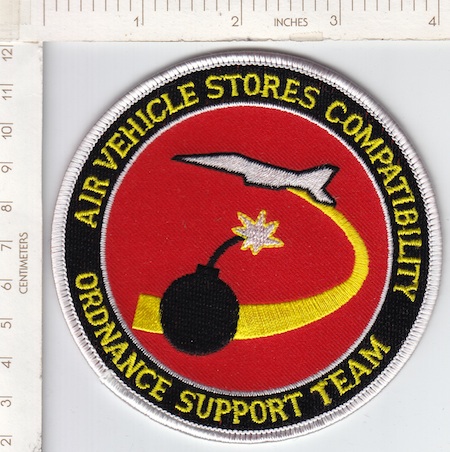 1 2 INCHES 3 4
12
11
10
9
8
7
6
5
4
3
2
CENTIMETERS
AIR VEHICLE STORES COMPATIBILITY
ORDNANCE SUPPORT TEAM